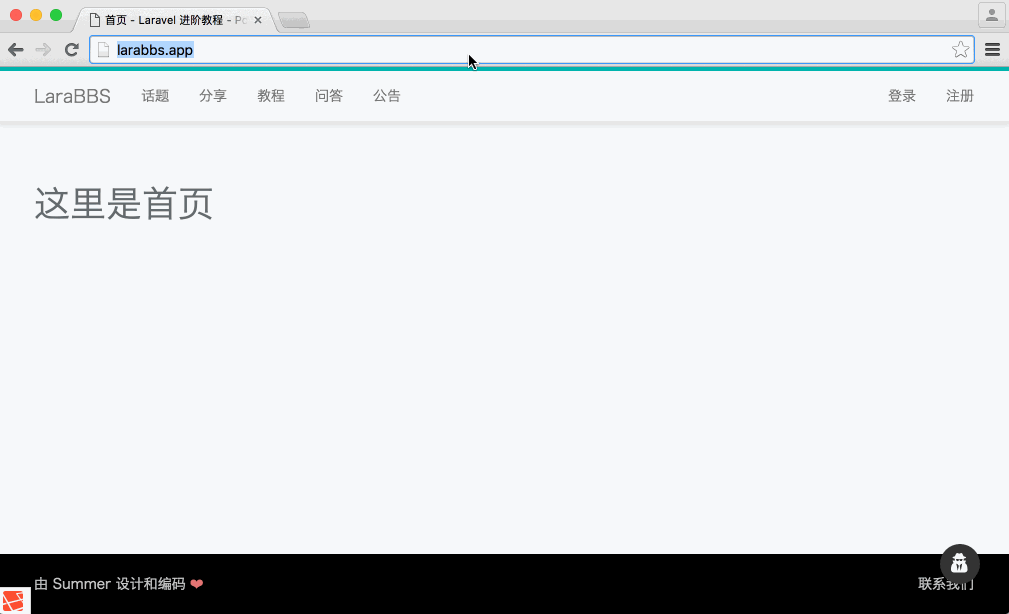 首页 - Laravel 进阶教程 -
larabbs.app
LaraBBS 话题 分享 教程 问答 公告 登录 注册
这里是首页
由 Summer 设计和编码 ❤ 联系我们